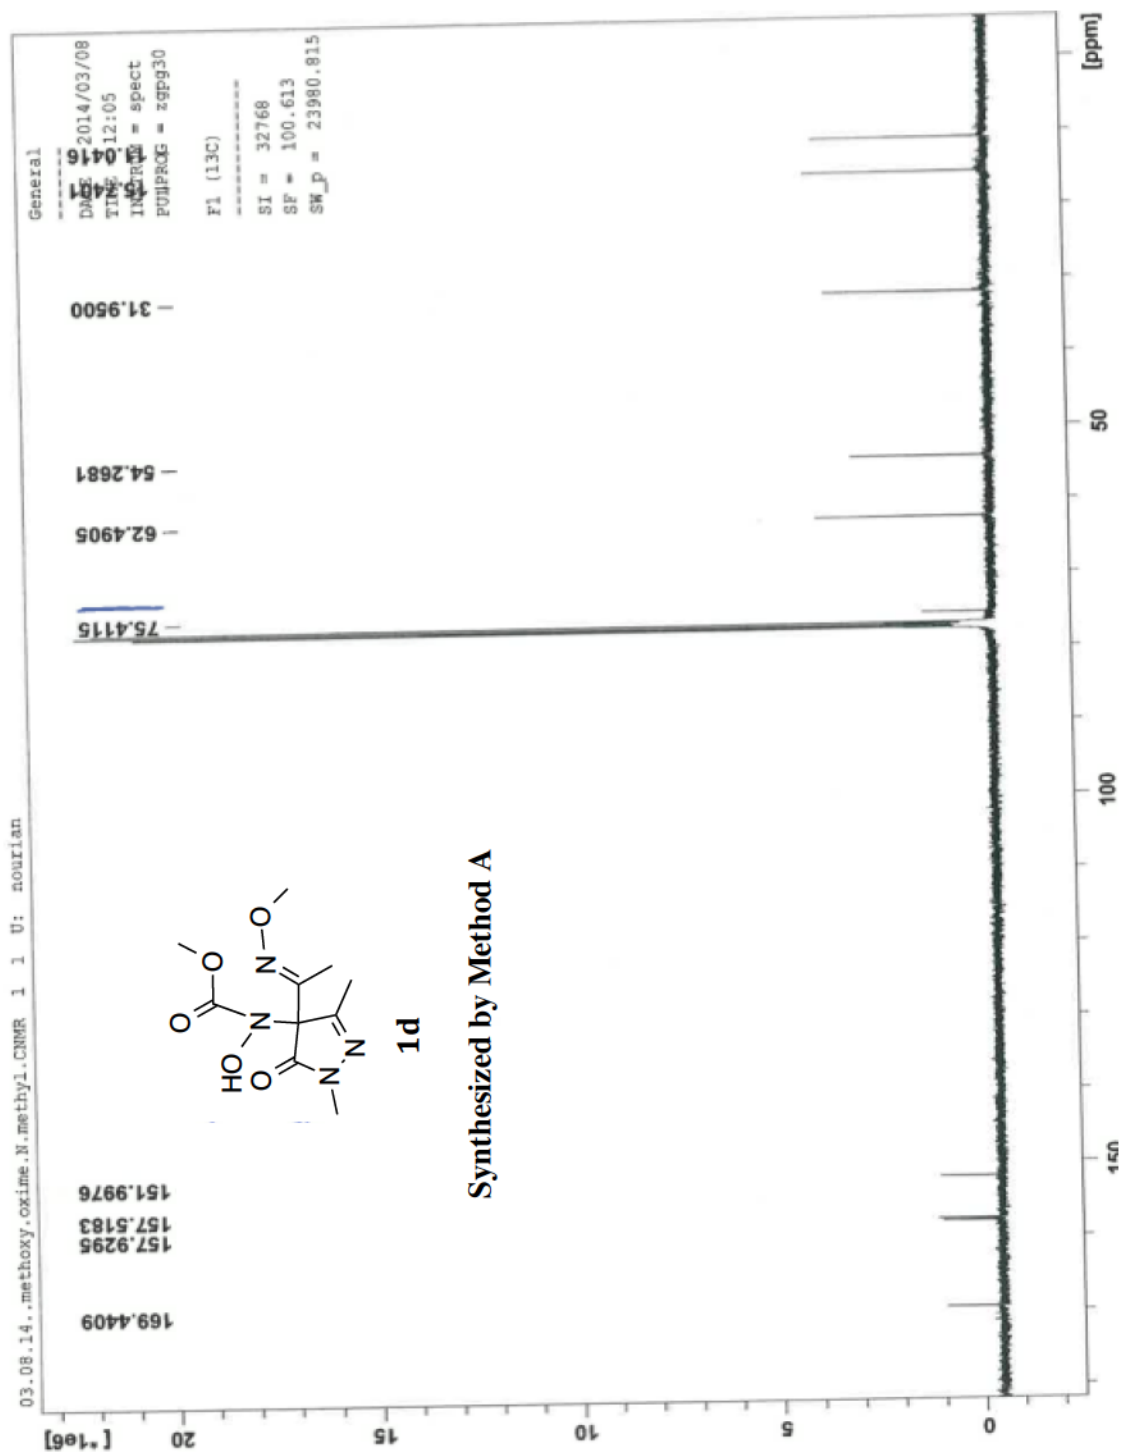 03.08.14..methoxy.oxime.N.methyl.CNMR 1 1 U: nourian
General
DATE 2014/03/08
TIME 12:05
INSTRUM = spect
PULPROG = zgpg30
F1 (13C)
SI = 32768
SF = 100.613
SW_p = 23980.815
169.4409
157.9295
157.5183
151.9976
75.4115
62.4905
54.2681
31.9500
15.1401
11.0416
[*1e6]
20
15
10
5
0
O
O
N
O
HO
N
O
N
N
1d
Synthesized by Method A
150
100
50
[ppm]